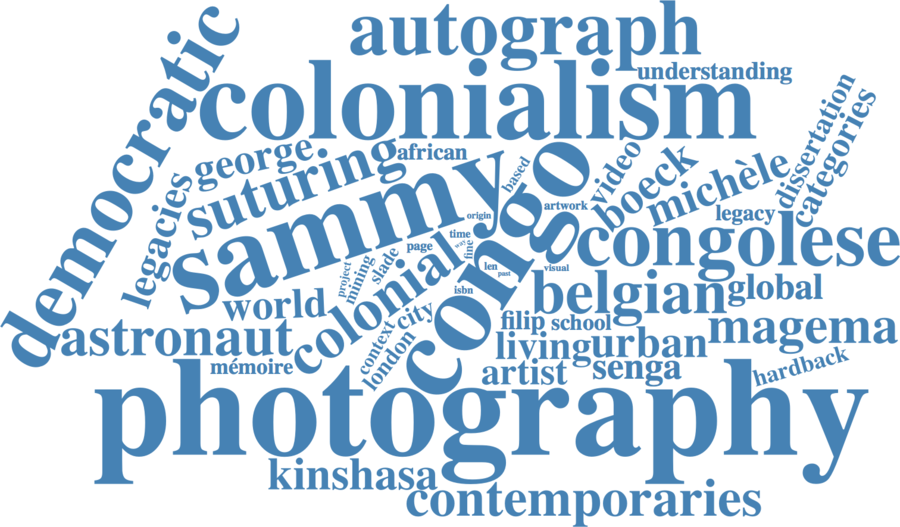 democratic
autograph
colonialism
understanding
dissertation
categories
george
african
suturing
legacies
sammy
based
video
boeck
michèle
legacy
congo
artwork
origin
time
way
fine
page
congolese
colonial
project
mining
slade
len
past
visual
isbn
belgian
global
world
city
context
london
astronaut
mémoire
filip
school
living
urban
magema
artist
senga
hardback
photography
kinshasa
contemporaries